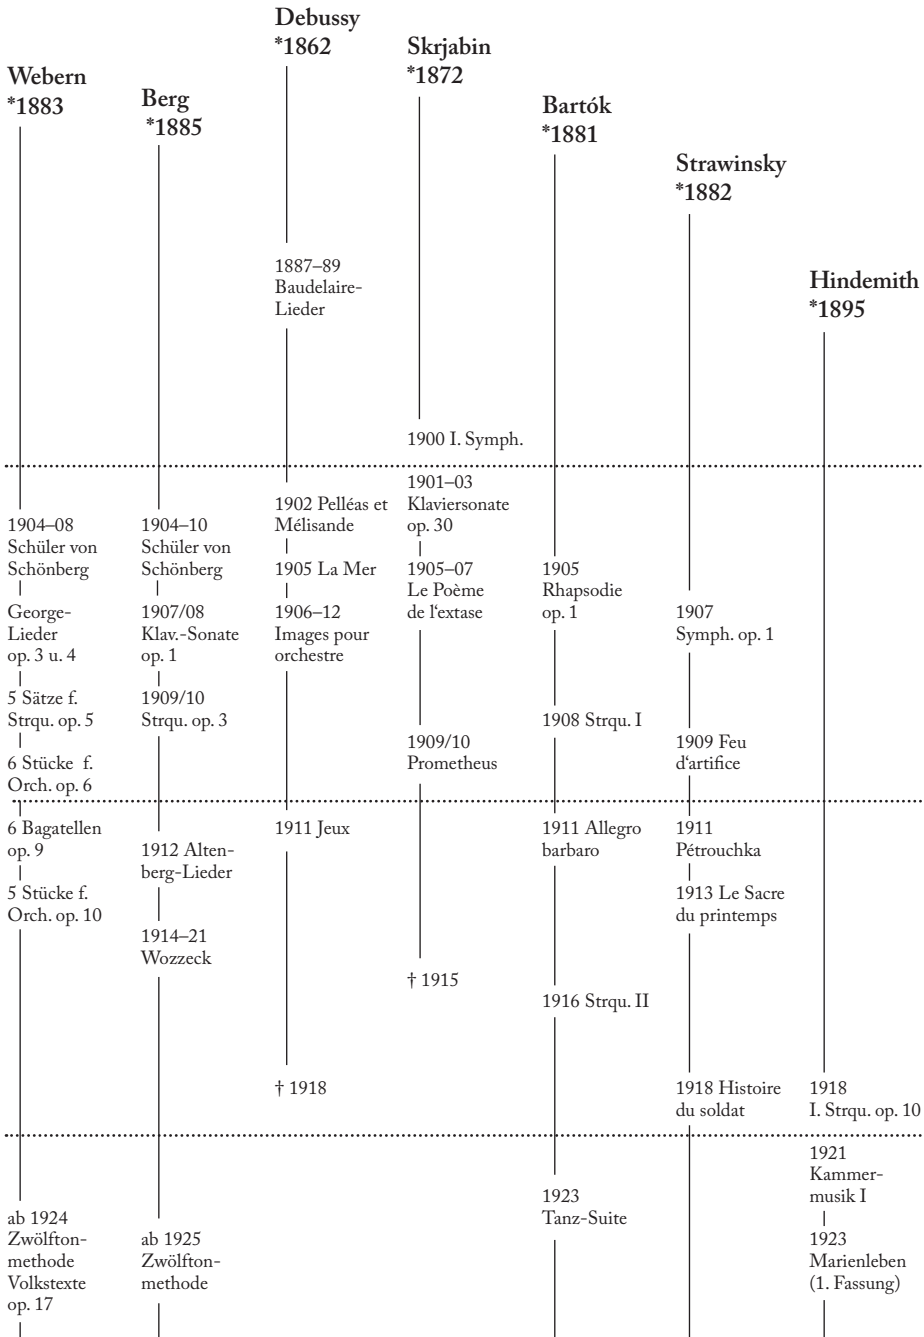 Webern
*1883
1904–08
Schüler von
Schönberg
George-
Lieder
op. 3 u. 4
5 Sätze f.
Strqu. op. 5
6 Stücke f.
Orch. op. 6
6 Bagatellen
op. 9
5 Stücke f.
Orch. op. 10
ab 1924
Zwölfton-
methode
Volkstexte
op. 17
Berg
*1885
1904–10
Schüler von
Schönberg
1907/08
Klav.-Sonate
op. 1
1909/10
Strqu. op. 3
1912 Alten-
berg-Lieder
1914–21
Wozzeck
ab 1925
Zwölfton-
methode
Debussy
*1862
1887–89
Baudelaire-
Lieder
1902 Pelléas et
Mélisande
1905 La Mer
1906–12
Images pour
orchestre
1911 Jeux
† 1918
Skrjabin
*1872
1900 I. Symph.
1901–03
Klaviersonate
op. 30
1905–07
Le Poème
de l‘extase
1909/10
Prometheus
† 1915
Bartók
*1881
1905
Rhapsodie
op. 1
1908 Strqu. I
1911 Allegro
barbaro
1916 Strqu. II
1923
Tanz-Suite
Strawinsky
*1882
1907
Symph. op. 1
1909 Feu
d‘artifice
1911
Pétrouchka
1913 Le Sacre
du printemps
1918 Histoire
du soldat
Hindemith
*1895
1918
I. Strqu. op. 10
1921
Kammer-
musik I
1923
Marienleben
(1. Fassung)